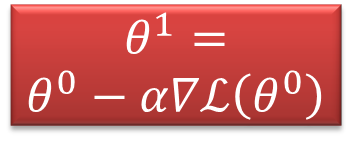 θ¹ =
θ⁰ − α∇ℒ(θ⁰)